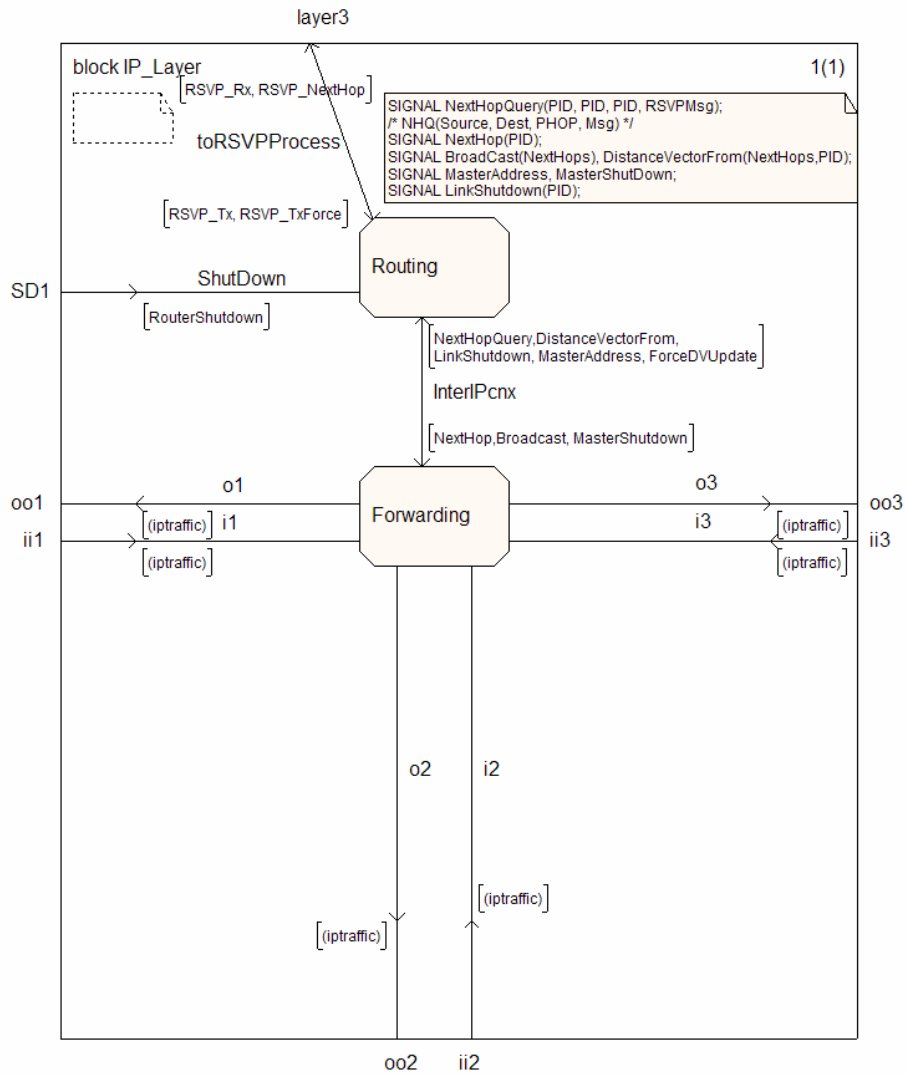 layer3
block IP_Layer
1(1)
[RSVP_Rx, RSVP_NextHop]
toRSVPProcess
SIGNAL NextHopQuery(PID, PID, PID, RSVPMsg);
/* NHQ(Source, Dest, PHOP, Msg) */
SIGNAL NextHop(PID);
SIGNAL BroadCast(NextHops), DistanceVectorFrom(NextHops,PID);
SIGNAL MasterAddress, MasterShutDown;
SIGNAL LinkShutdown(PID);
[RSVP_Tx, RSVP_TxForce]
Routing
ShutDown
SD1
[RouterShutdown]
[NextHopQuery,DistanceVectorFrom,
LinkShutdown, MasterAddress, ForceDVUpdate]
InterIPcnx
[NextHop,Broadcast, MasterShutdown]
o1
o3
oo1
Forwarding
oo3
[(iptraffic)]
i1
i3
[(iptraffic)]
ii1
ii3
[(iptraffic)]
[(iptraffic)]
o2
i2
[(iptraffic)]
[(iptraffic)]
oo2
ii2